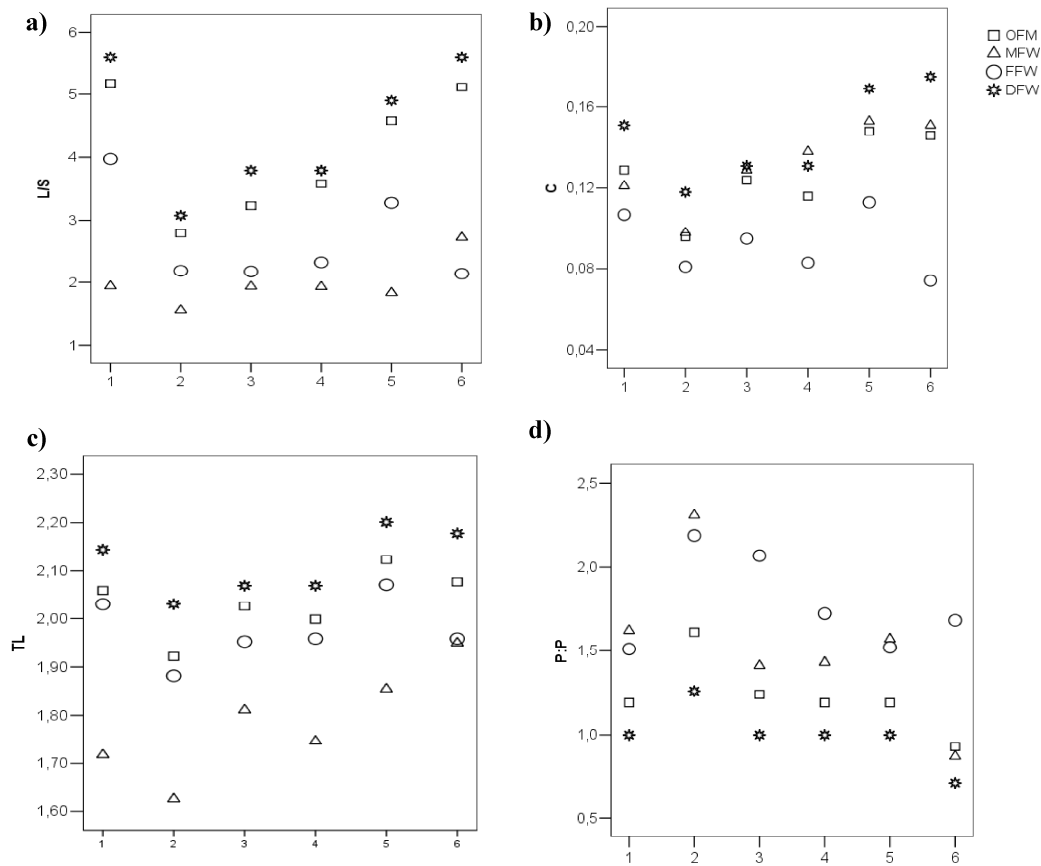 a)
L/S
6
5
4
3
2
1
1 2 3 4 5 6
b)
C
0,20
0,16
0,12
0,08
0,04
1 2 3 4 5 6
OFM
MFW
FFW
DFW
c)
TL
2,30
2,20
2,10
2,00
1,90
1,80
1,70
1,60
1 2 3 4 5 6
d)
P:P
2,5
2,0
1,5
1,0
0,5
1 2 3 4 5 6